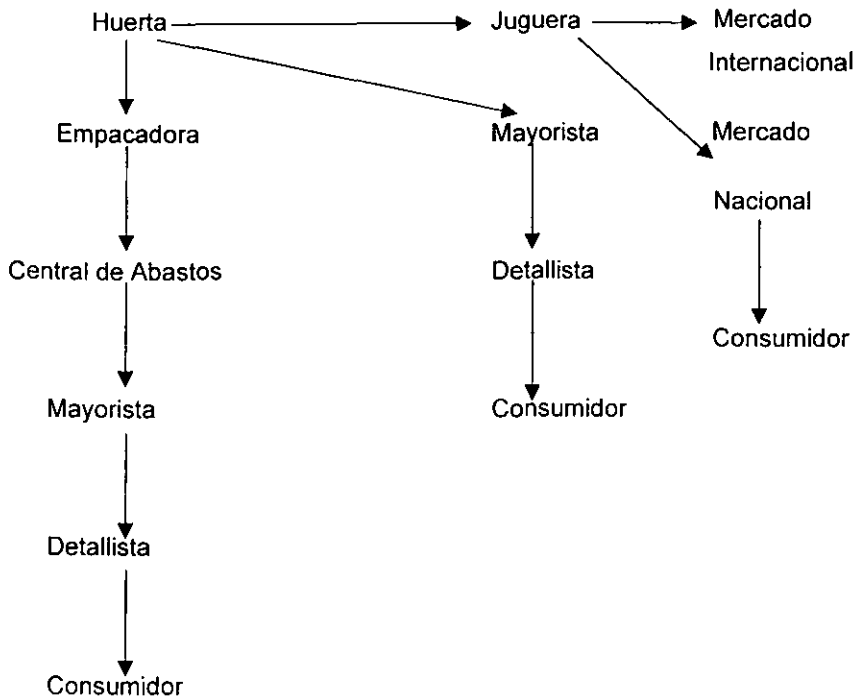 Huerta
Juguera
Mercado
Internacional
Empacadora
Mayorista
Mercado
Nacional
Central de Abastos
Detallista
Consumidor
Mayorista
Consumidor
Detallista
Consumidor